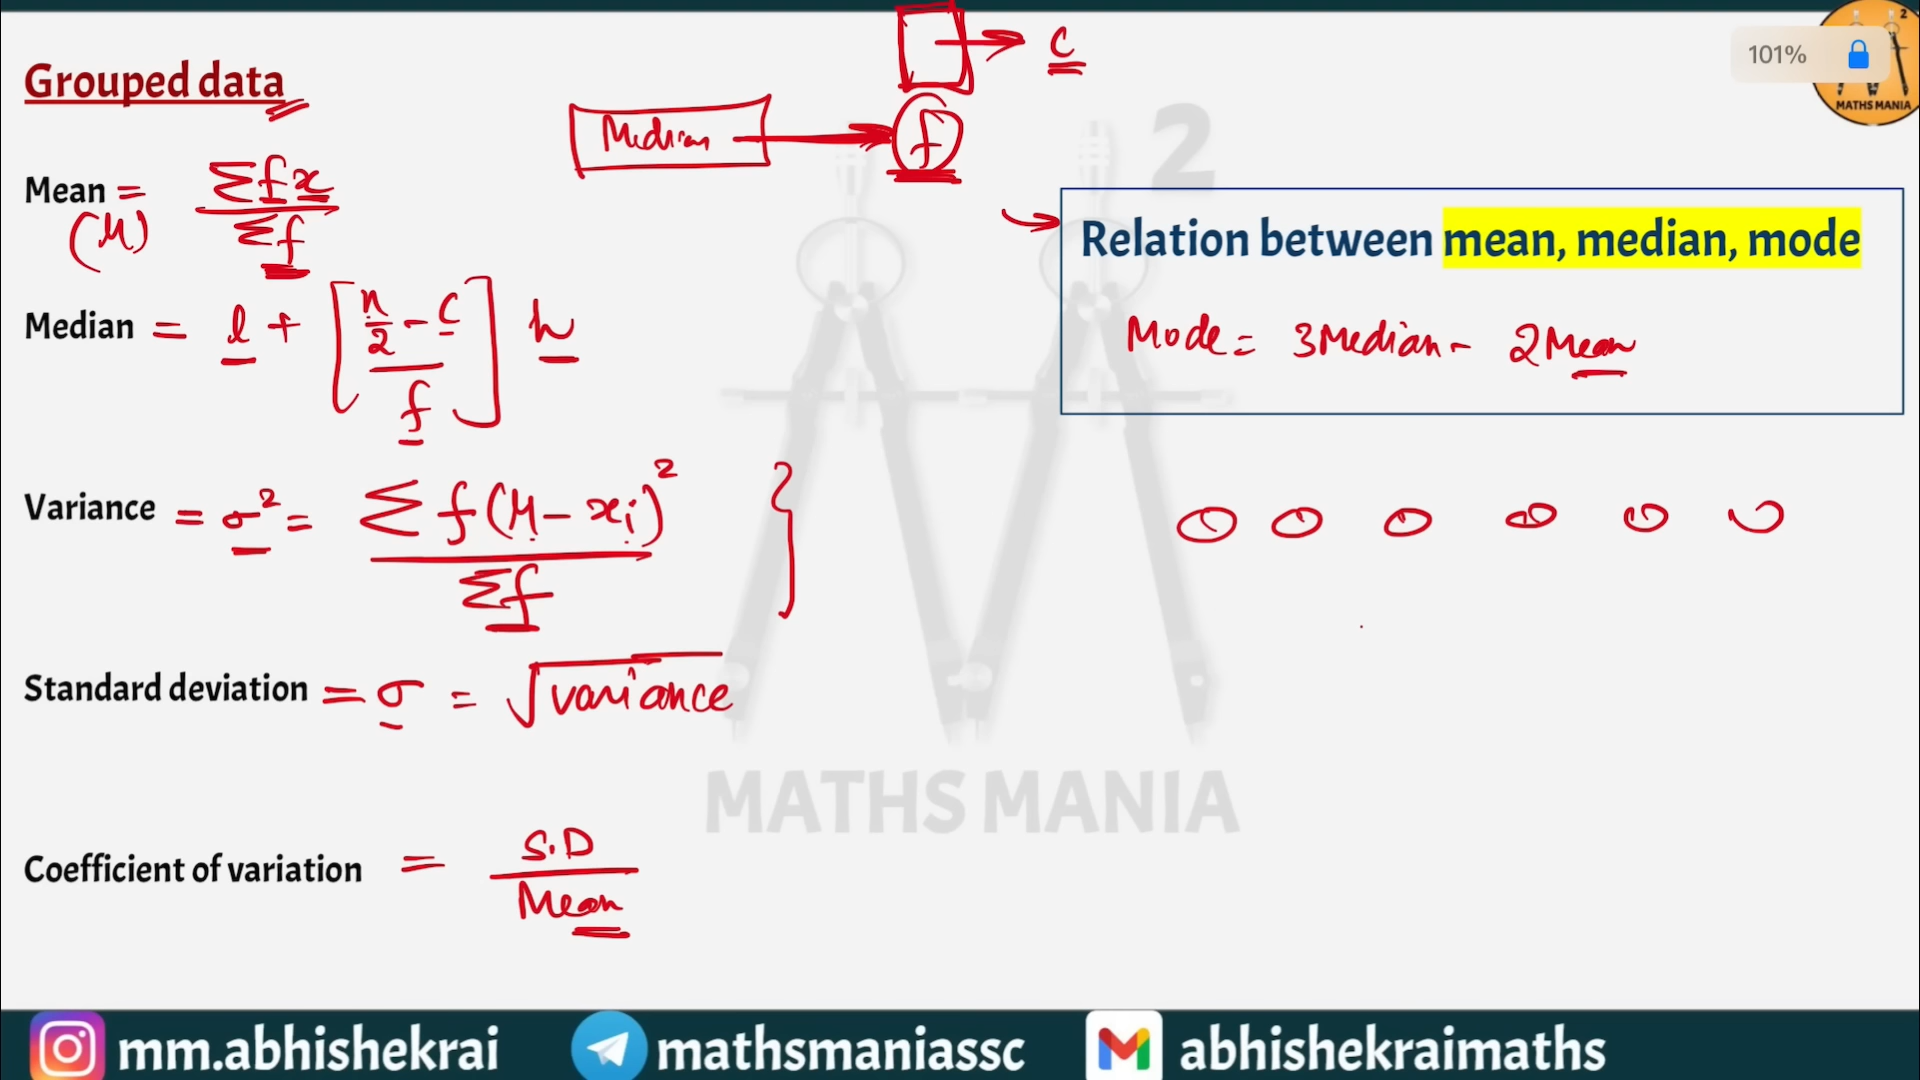 101%
2
MATHS MANIA
c
Grouped data
Median → f
2
Mean = Σfx / Σf
(μ)
Relation between mean, median, mode
Mode = 3Median - 2Mean
Median = l + [(n/2 - c) / f] h
Variance = σ² = Σf(μ - xi)² / Σf
Standard deviation = σ = √variance
MATHS MANIA
Coefficient of variation = S.D / Mean
mm.abhishekrai mathsmaniassc abhishekraimaths